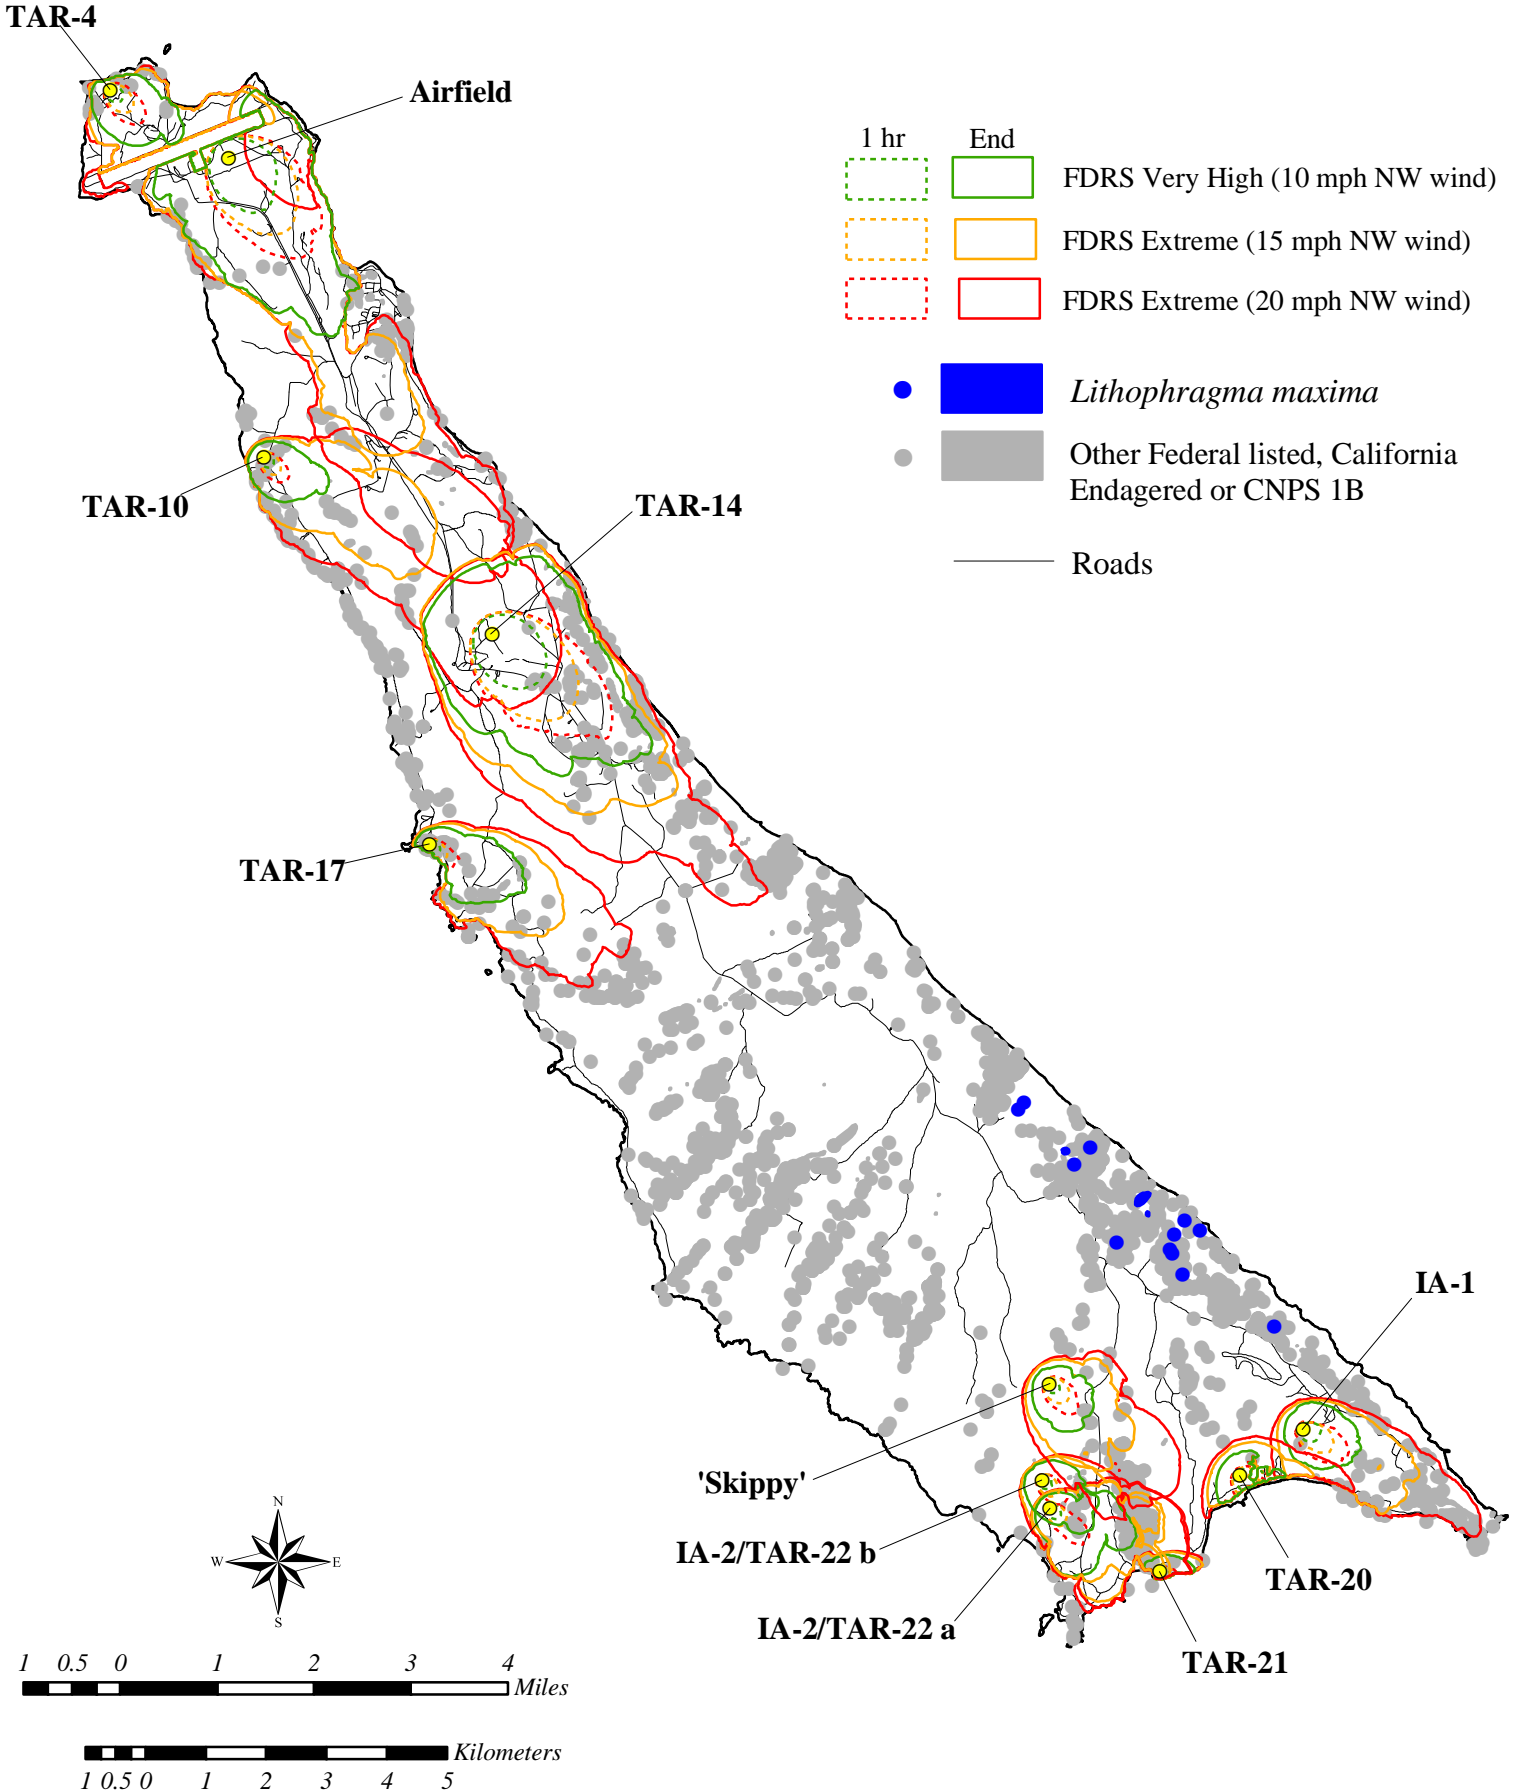 TAR-4
Airfield
1 hr
End
FDRS Very High (10 mph NW wind)
FDRS Extreme (15 mph NW wind)
FDRS Extreme (20 mph NW wind)
Lithophragma maxima
Other Federal listed, California
Endagered or CNPS 1B
Roads
TAR-10
TAR-14
TAR-17
IA-1
'Skippy'
IA-2/TAR-22 b
TAR-20
IA-2/TAR-22 a
TAR-21
N
W
E
S
1 0.5 0 1 2 3 4
Miles
Kilometers
1 0.5 0 1 2 3 4 5